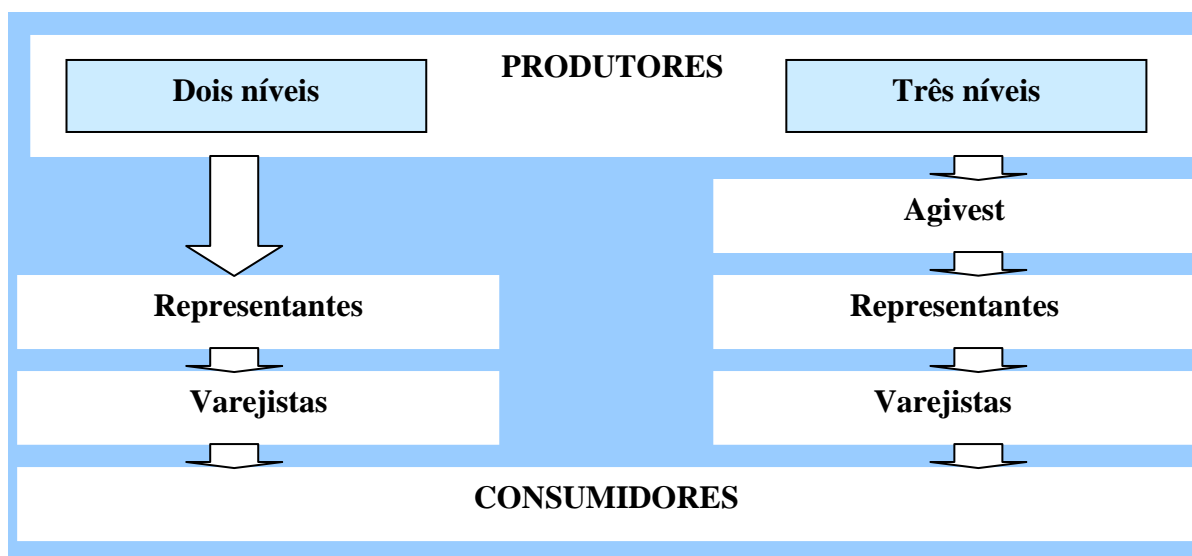 PRODUTORES
Dois níveis
Três níveis
Agivest
Representantes
Representantes
Varejistas
Varejistas
CONSUMIDORES